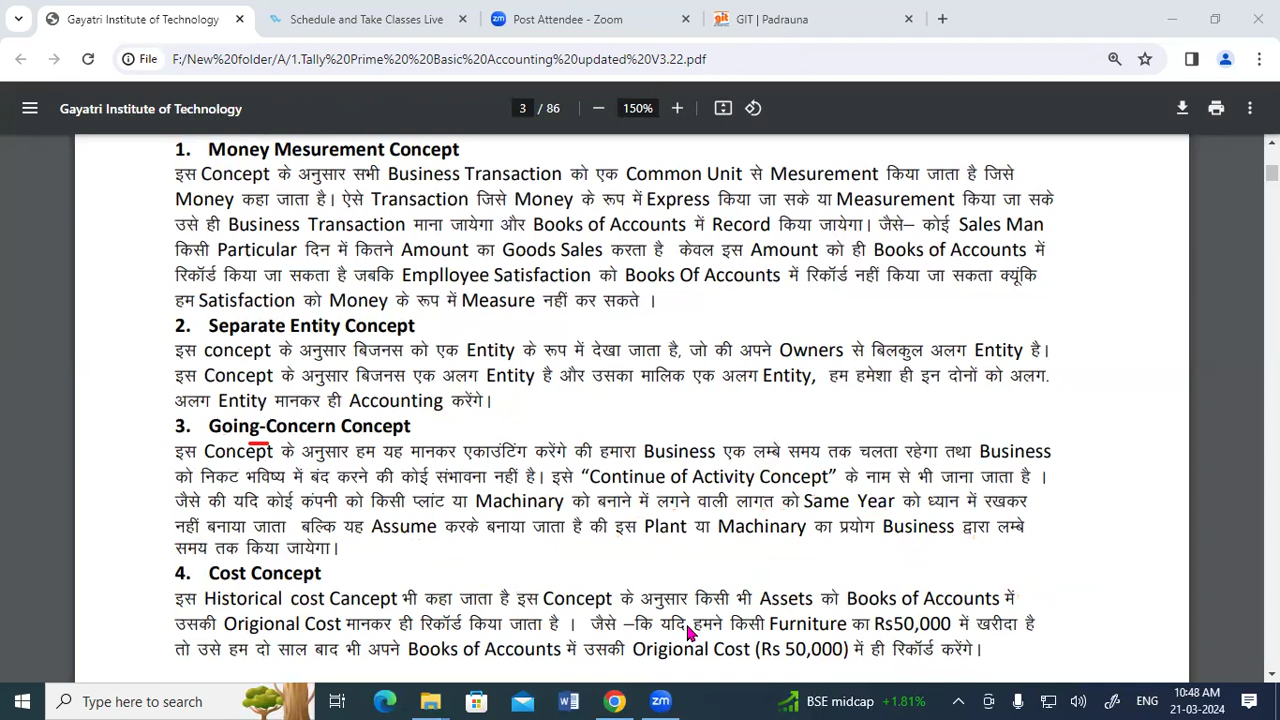 Gayatri Institute of Technology
Schedule and Take Classes Live
Post Attendee - Zoom
GIT | Padrauna
File
F:/New%20folder/A/1.Tally%20Prime%20%20Basic%20Accounting%20updated%20V3.22.pdf
Gayatri Institute of Technology
3 / 86
150%
1. Money Mesurement Concept
इस Concept के अनुसार सभी Business Transaction को एक Common Unit से Mesurement किया जाता है जिसे
Money कहा जाता है। ऐसे Transaction जिसे Money के रूप में Express किया जा सके या Measurement किया जा सके
उसे ही Business Transaction माना जायेगा और Books of Accounts में Record किया जायेगा। जैसे– कोई Sales Man
किसी Particular दिन में कितने Amount का Goods Sales करता है केवल इस Amount को ही Books of Accounts में
रिकॉर्ड किया जा सकता है जबकि Emplloyee Satisfaction को Books Of Accounts में रिकॉर्ड नहीं किया जा सकता क्यूंकि
हम Satisfaction को Money के रूप में Measure नहीं कर सकते ।
2. Separate Entity Concept
इस concept के अनुसार बिजनस को एक Entity के रूप में देखा जाता है, जो की अपने Owners से बिलकुल अलग Entity है।
इस Concept के अनुसार बिजनस एक अलग Entity है और उसका मालिक एक अलग Entity, हम हमेशा ही इन दोनों को अलग.
अलग Entity मानकर ही Accounting करेंगे।
3. Going-Concern Concept
इस Concept के अनुसार हम यह मानकर एकाउंटिंग करेंगे की हमारा Business एक लम्बे समय तक चलता रहेगा तथा Business
को निकट भविष्य में बंद करने की कोई संभावना नहीं है। इसे “Continue of Activity Concept” के नाम से भी जाना जाता है ।
जैसे की यदि कोई कंपनी को किसी प्लांट या Machinary को बनाने में लगने वाली लागत को Same Year को ध्यान में रखकर
नहीं बनाया जाता बल्कि यह Assume करके बनाया जाता है की इस Plant या Machinary का प्रयोग Business द्वारा लम्बे
समय तक किया जायेगा।
4. Cost Concept
इस Historical cost Cancept भी कहा जाता है इस Concept के अनुसार किसी भी Assets को Books of Accounts में
उसकी Origional Cost मानकर ही रिकॉर्ड किया जाता है । जैसे –कि यदि हमने किसी Furniture का Rs50,000 में खरीदा है
तो उसे हम दो साल बाद भी अपने Books of Accounts में उसकी Origional Cost (Rs 50,000) में ही रिकॉर्ड करेंगे।
Type here to search
BSE midcap +1.81%
ENG
10:48 AM
21-03-2024